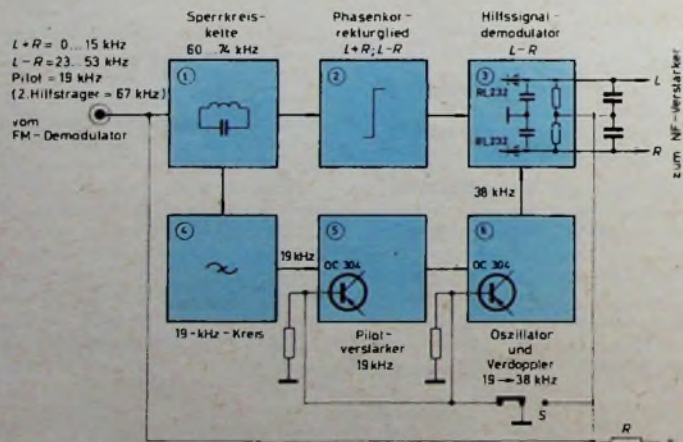 Sperrkreis-
kette
60...74 kHz
Phasenkor-
rekturglied
L+R; L-R
Hilfssignal-
demodulator
L-R
L+R = 0...15 kHz
L-R = 23...53 kHz
Pilot = 19 kHz
(2. Hilfsträger = 67 kHz)
vom
FM-Demodulator
1
2
3
RL232
RL232
L
R
zum NF-Verstärker
38 kHz
4
19 kHz
5
OC 304
6
OC 304
19-kHz-Kreis
Pilot-
verstärker
19 kHz
Oszillator
und
Verdoppler
19→38 kHz
S
R